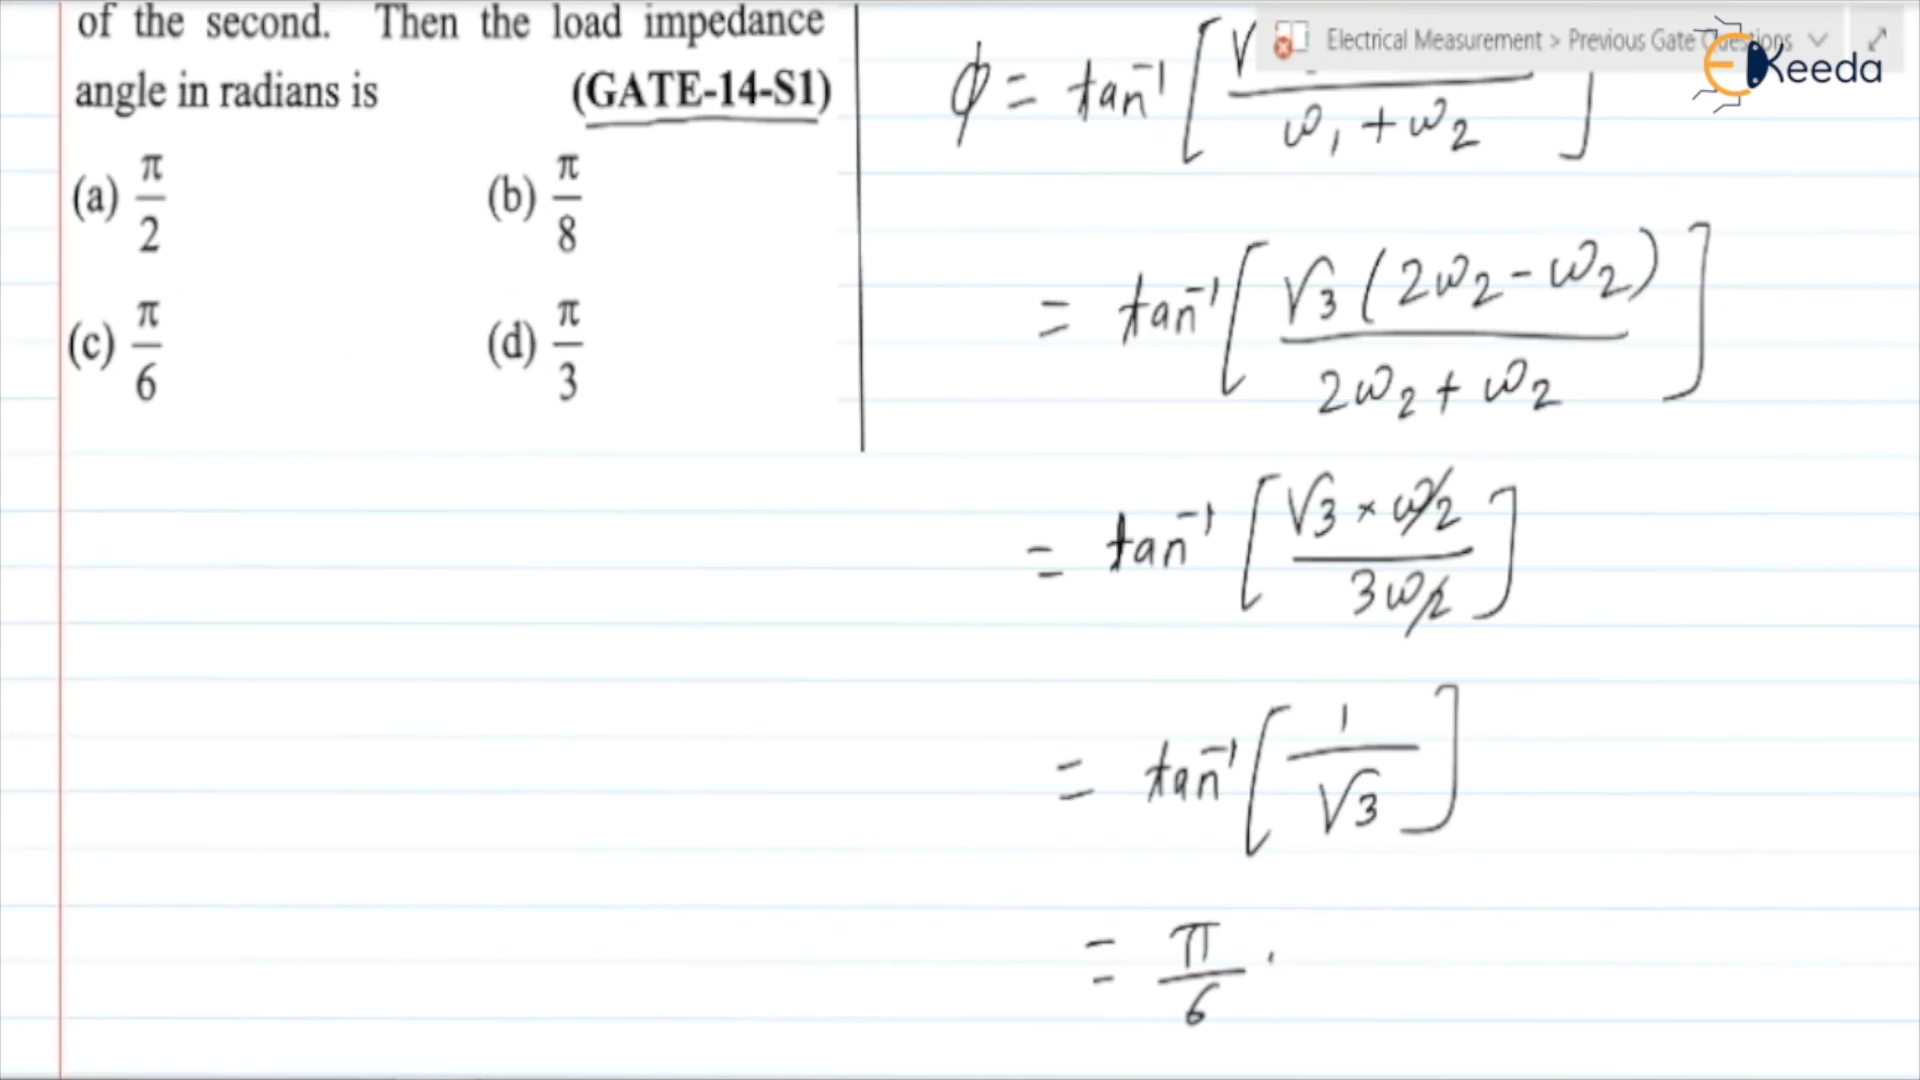 of the second. Then the load impedance
angle in radians is (GATE-14-S1)
(a) π/2 (b) π/8
(c) π/6 (d) π/3
Electrical Measurement > Previous Gate Questions
EKeeda
ϕ = tan⁻¹ [ √ / ω₁ + ω₂ ]
= tan⁻¹ [ √3 (2ω₂ - ω₂) / 2ω₂ + ω₂ ]
= tan⁻¹ [ √3 × ω₂ / 3ω₂ ]
= tan⁻¹ [ 1 / √3 ]
= π/6 .